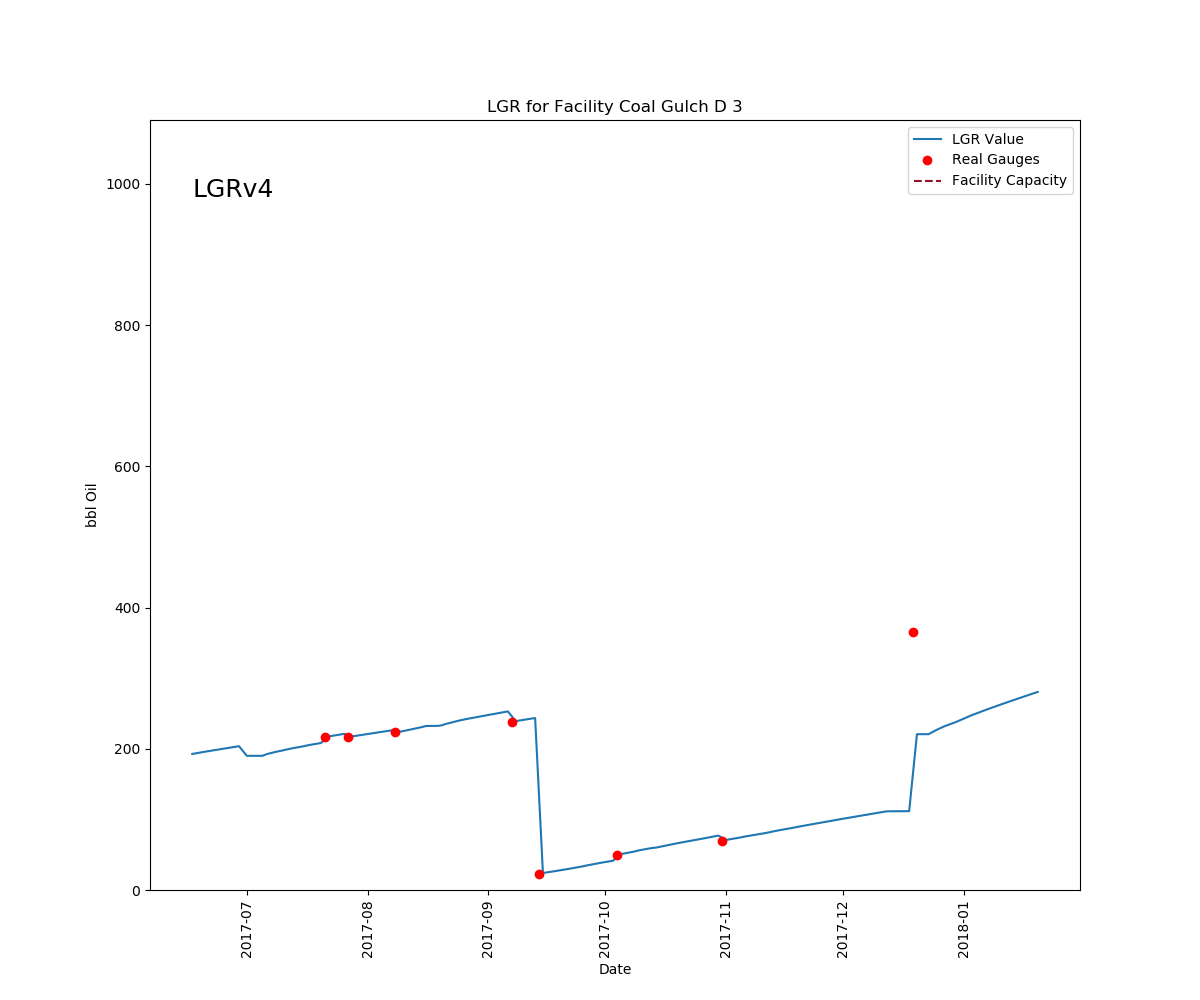 LGR for Facility Coal Gulch D 3
LGRv4
LGR Value
Real Gauges
Facility Capacity
1000
800
600
400
200
0
bbl Oil
2017-07
2017-08
2017-09
2017-10
2017-11
2017-12
2018-01
Date